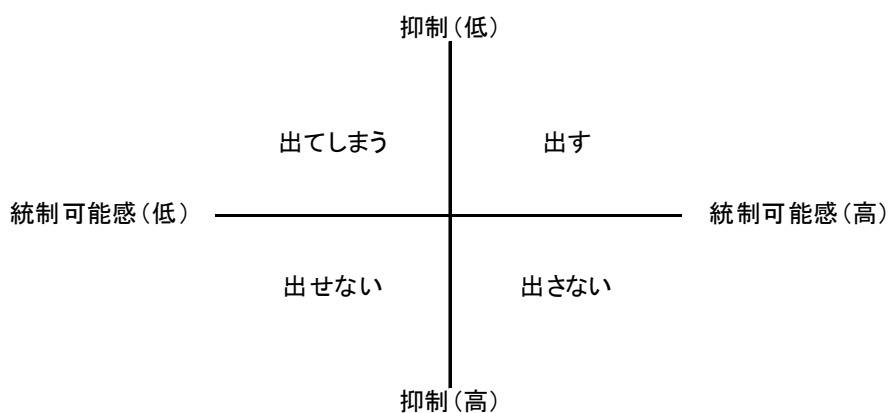 抑制（低）
出てしまう
出す
統制可能感（低）
統制可能感（高）
出せない
出さない
抑制（高）